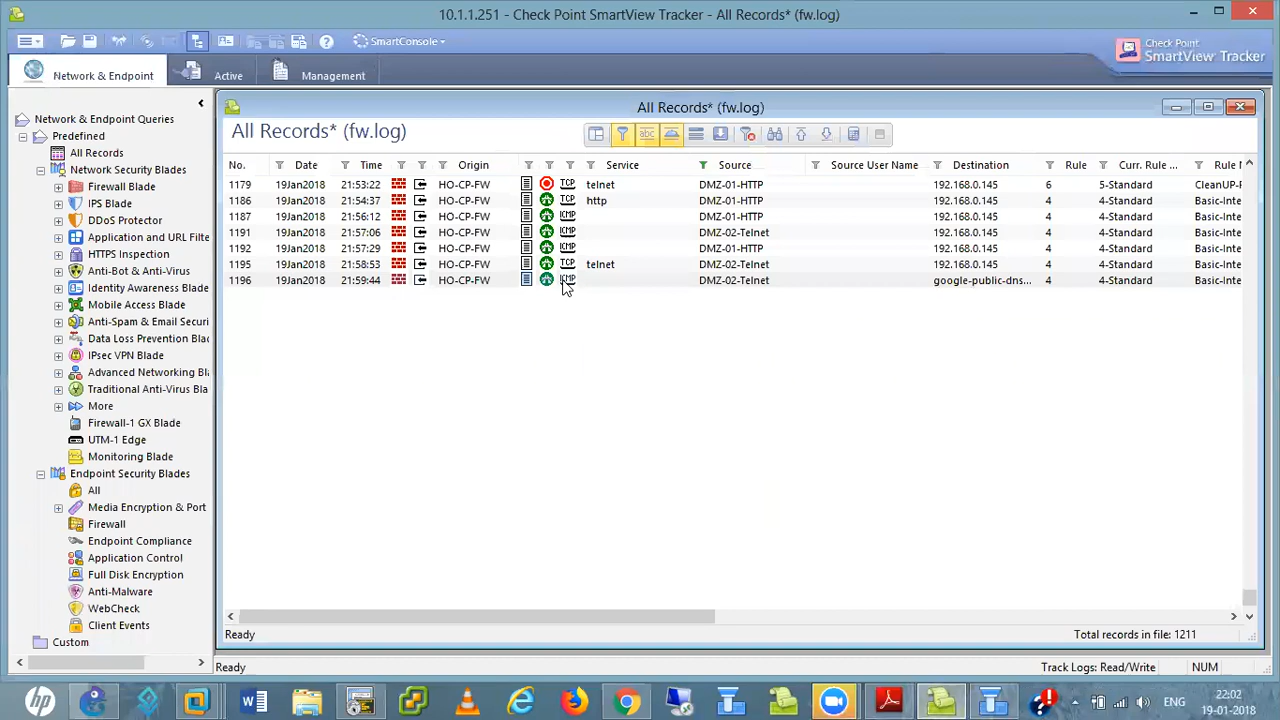 10.1.1.251 - Check Point SmartView Tracker - All Records* (fw.log)
SmartConsole
Check Point
SmartView Tracker
Network & Endpoint
Active
Management
Network & Endpoint Queries
Predefined
All Records
Network Security Blades
Firewall Blade
IPS Blade
DDoS Protector
Application and URL Filte
HTTPS Inspection
Anti-Bot & Anti-Virus
Identity Awareness Blade
Mobile Access Blade
Anti-Spam & Email Securi
Data Loss Prevention Blad
IPsec VPN Blade
Advanced Networking Bl
Traditional Anti-Virus Bla
More
Firewall-1 GX Blade
UTM-1 Edge
Monitoring Blade
Endpoint Security Blades
All
Media Encryption & Port
Firewall
Endpoint Compliance
Application Control
Full Disk Encryption
Anti-Malware
WebCheck
Client Events
Custom
All Records* (fw.log)
All Records* (fw.log)
abc
No. Date Time Origin Service Source Source User Name Destination Rule Curr. Rule ... Rule N
1179 19Jan2018 21:53:22 HO-CP-FW TCP telnet DMZ-01-HTTP 192.168.0.145 6 5-Standard CleanUP-R
1186 19Jan2018 21:54:37 HO-CP-FW TCP http DMZ-01-HTTP 192.168.0.145 4 4-Standard Basic-Inte
1187 19Jan2018 21:56:12 HO-CP-FW ICMP DMZ-01-HTTP 192.168.0.145 4 4-Standard Basic-Inte
1191 19Jan2018 21:57:06 HO-CP-FW ICMP DMZ-02-Telnet 192.168.0.145 4 4-Standard Basic-Inte
1192 19Jan2018 21:57:29 HO-CP-FW ICMP DMZ-01-HTTP 192.168.0.145 4 4-Standard Basic-Inte
1195 19Jan2018 21:58:53 HO-CP-FW TCP telnet DMZ-02-Telnet 192.168.0.145 4 4-Standard Basic-Inte
1196 19Jan2018 21:59:44 HO-CP-FW ICMP DMZ-02-Telnet google-public-dns... 4 4-Standard Basic-Inte
Ready Total records in file: 1211
Ready Track Logs: Read/Write NUM
ENG
22:02
19-01-2018